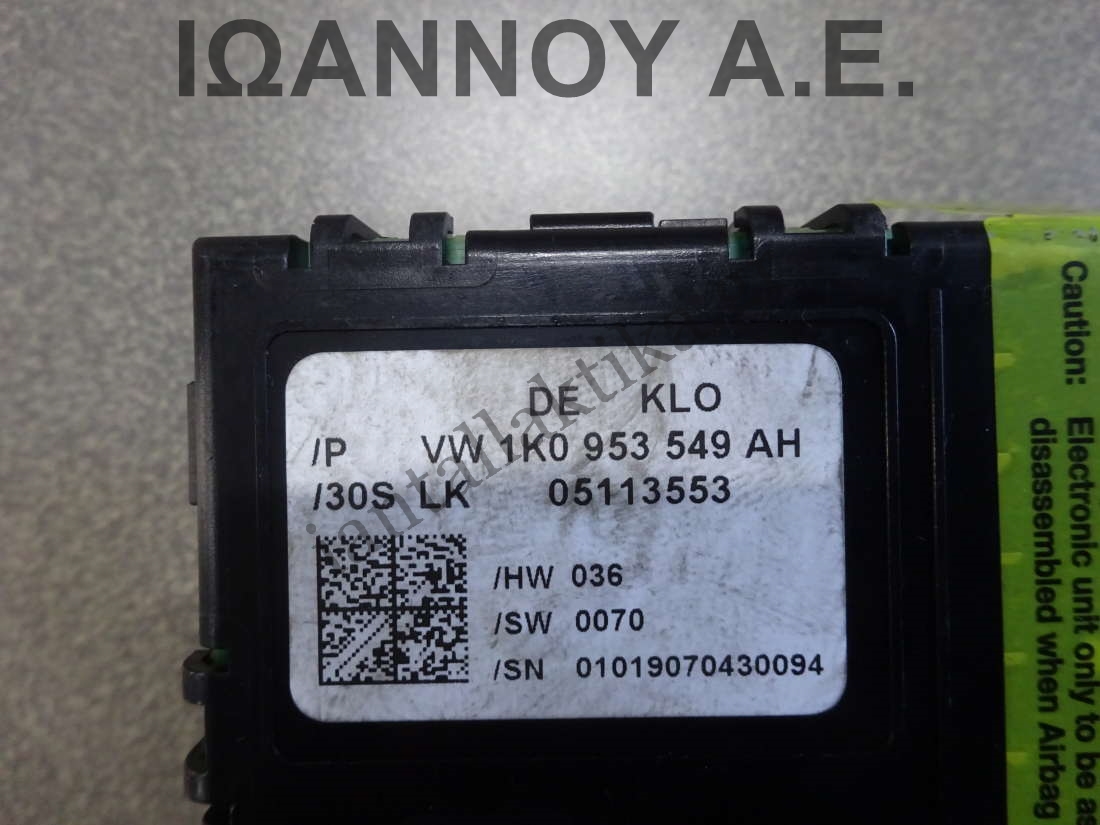 ΙΩΑΝΝΟΥ Α.Ε.
DE KLO
/P VW 1K0 953 549 AH
/30S LK 05113553
/HW 036
/SW 0070
/SN 01019070430094
Caution: Electronic unit only to be as
disassembled when Airbag